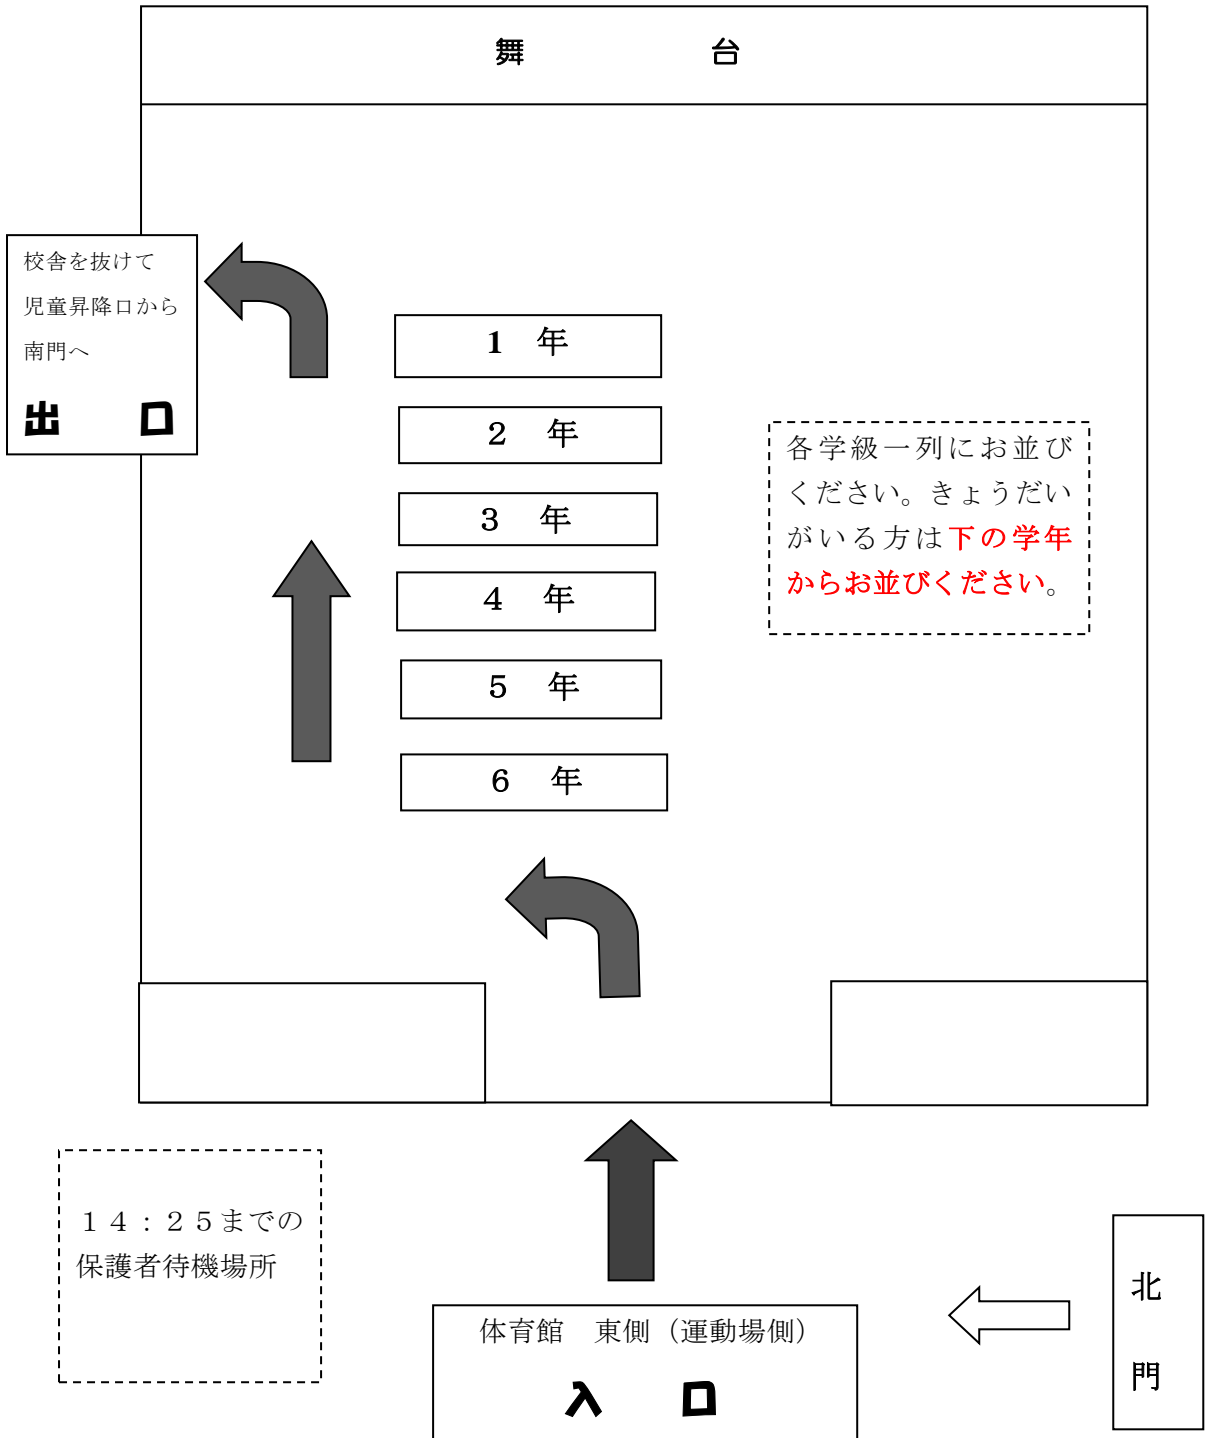 舞　台
校舎を抜けて
児童昇降口から
南門へ
出　口
1　年
2　年
3　年
4　年
5　年
6　年
各学級一列にお並び
ください。きょうだい
がいる方は下の学年
からお並びください。
１４：２５までの
保護者待機場所
体育館　東側（運動場側）
入　口
北
門